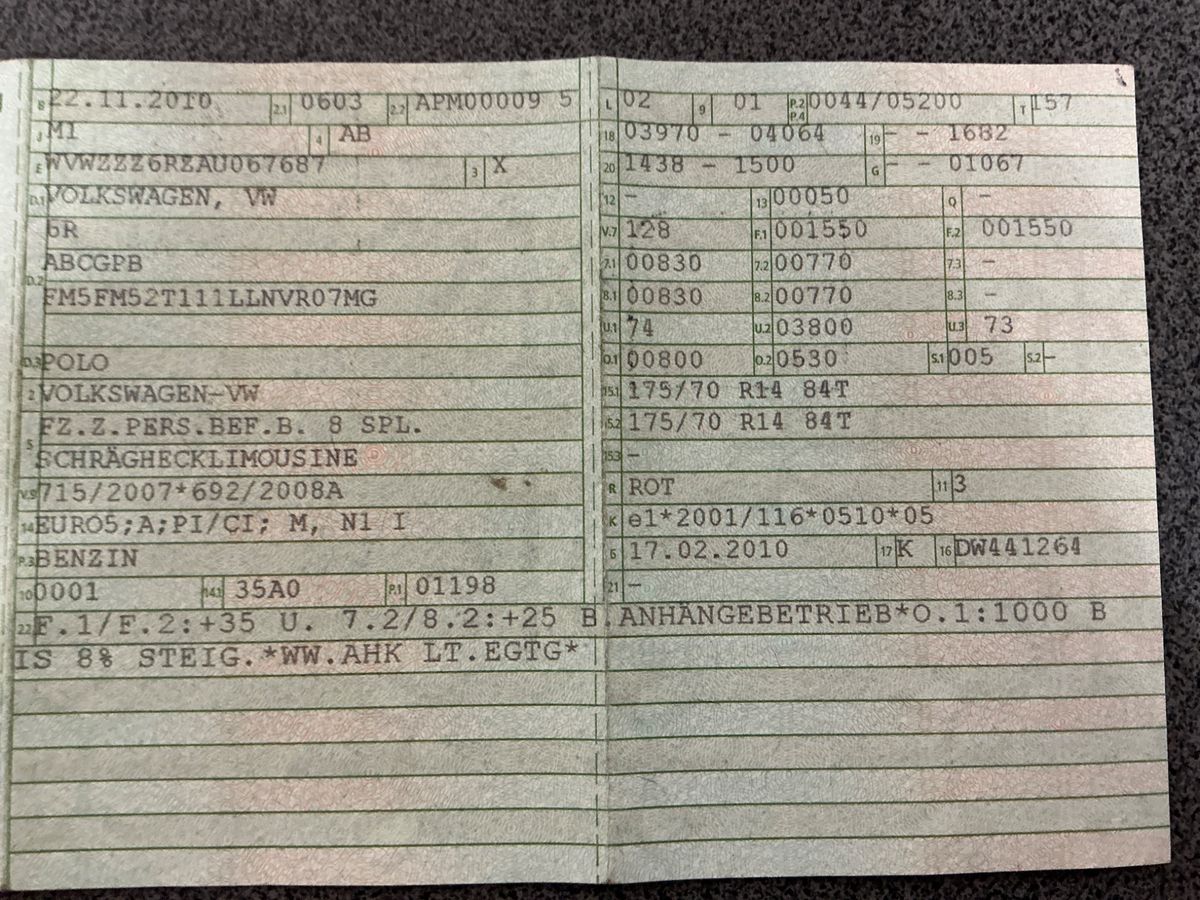 B 22.11.2010 2.1 0603 2.2 APM00009 5
J M1 4 AB
E WVWZZZ6RZAU067687 3 X
D.1 VOLKSWAGEN, VW
6R
D.2 ABCGPB
FM5FM52T111LLNVR07MG
D.3 POLO
2 VOLKSWAGEN-VW
5 FZ.Z.PERS.BEF.B. 8 SPL.
SCHRÄGHECKLIMOUSINE
V.9 715/2007*692/2008A
14 EURO5;A;PI/CI; M, N1 I
P.3 BENZIN
10 0001 14.1 35A0 P.1 01198
L 02 9 01 P.2 P.4 0044/05200 T 157
18 03970 - 04064 19 - - 1682
20 1438 - 1500 G - - 01067
12 - 13 00050 Q -
V.7 128 F.1 001550 F.2 001550
7.1 00830 7.2 00770 7.3 -
8.1 00830 8.2 00770 8.3 -
U.1 74 U.2 03800 U.3 73
O.1 00800 O.2 0530 S.1 005 S.2 -
15.1 175/70 R14 84T
15.2 175/70 R14 84T
15.3 -
R ROT 11 3
K e1*2001/116*0510*05
6 17.02.2010 17 K 16 DW441264
21 -
22 F.1/F.2:+35 U. 7.2/8.2:+25 B.ANHÄNGEBETRIEB*O.1:1000 B
IS 8% STEIG.*WW.AHK LT.EGTG*